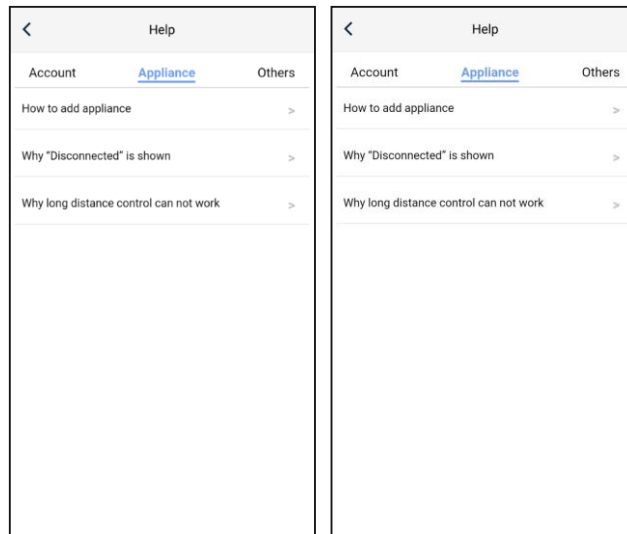 Help
Account Appliance Others
How to add appliance >
Why “Disconnected” is shown >
Why long distance control can not work >
Help
Account Appliance Others
How to add appliance >
Why “Disconnected” is shown >
Why long distance control can not work >